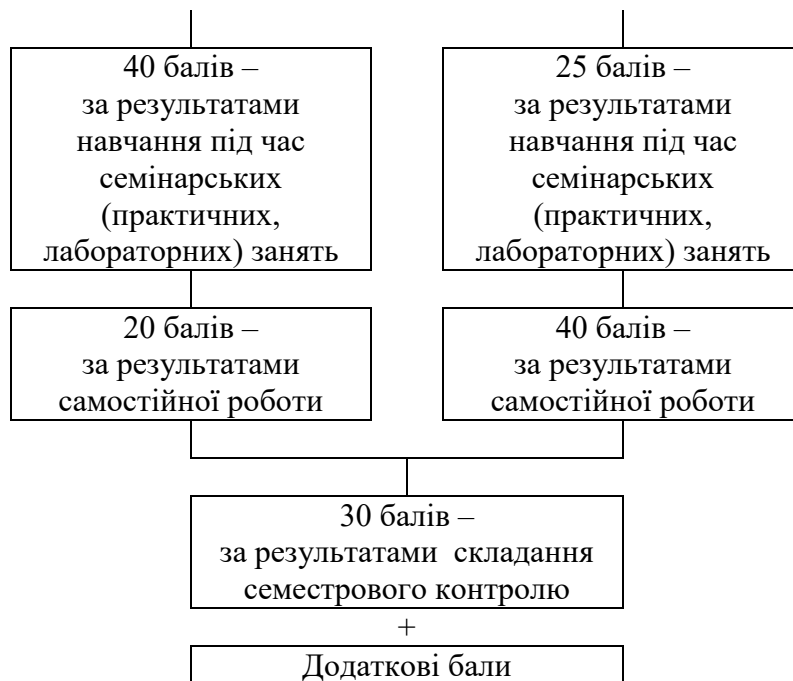 40 балів –
за результатами
навчання під час
семінарських
(практичних,
лабораторних) занять
25 балів –
за результатами
навчання під час
семінарських
(практичних,
лабораторних) занять
20 балів –
за результатами
самостійної роботи
40 балів –
за результатами
самостійної роботи
30 балів –
за результатами складання
семестрового контролю
+
Додаткові бали